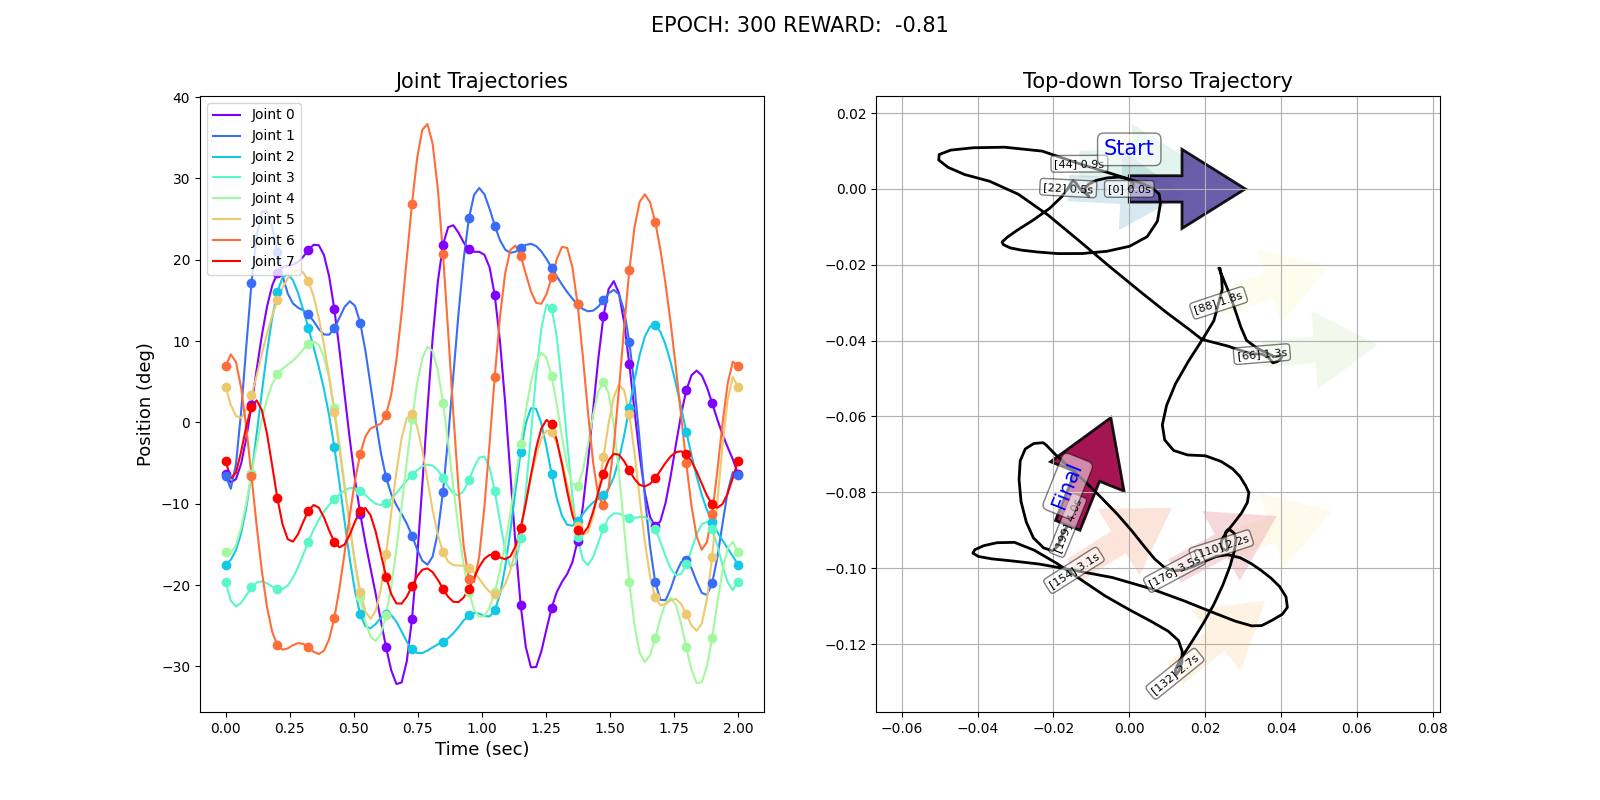 EPOCH: 300 REWARD:  -0.81
Joint Trajectories
40
30
20
10
0
−10
−20
−30
Position (deg)
Joint 0
Joint 1
Joint 2
Joint 3
Joint 4
Joint 5
Joint 6
Joint 7
0.00
0.25
0.50
0.75
1.00
1.25
1.50
1.75
2.00
Time (sec)
Top-down Torso Trajectory
0.02
0.00
−0.02
−0.04
−0.06
−0.08
−0.10
−0.12
Start
[44] 0.9s
[22] 0.5s
[0] 0.0s
[88] 1.8s
[66] 1.3s
Final
[199] 4.0s
[110] 2.2s
[154] 3.1s
[176] 3.5s
[132] 2.7s
−0.06
−0.04
−0.02
0.00
0.02
0.04
0.06
0.08